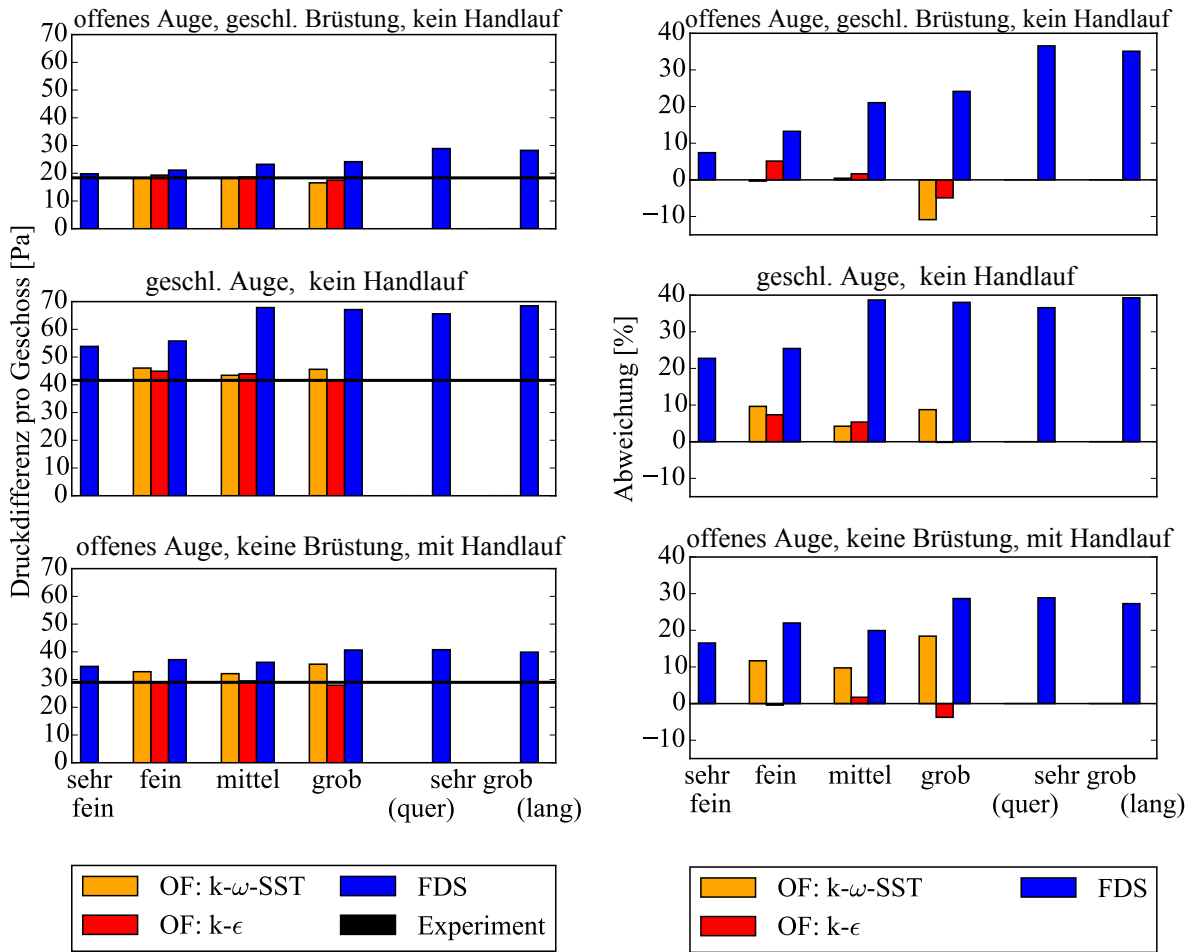 offenes Auge, geschl. Brüstung, kein Handlauf
70
60
50
40
30
20
10
0
geschl. Auge, kein Handlauf
70
60
50
40
30
20
10
0
offenes Auge, keine Brüstung, mit Handlauf
70
60
50
40
30
20
10
0
Druckdifferenz pro Geschoss [Pa]
sehr fein mittel grob sehr grob
fein (quer) (lang)
OF: k-ω-SST FDS
OF: k-ϵ Experiment
offenes Auge, geschl. Brüstung, kein Handlauf
40
30
20
10
0
−10
geschl. Auge, kein Handlauf
40
30
20
10
0
−10
offenes Auge, keine Brüstung, mit Handlauf
40
30
20
10
0
−10
Abweichung [%]
sehr fein mittel grob sehr grob
fein (quer) (lang)
OF: k-ω-SST FDS
OF: k-ϵ